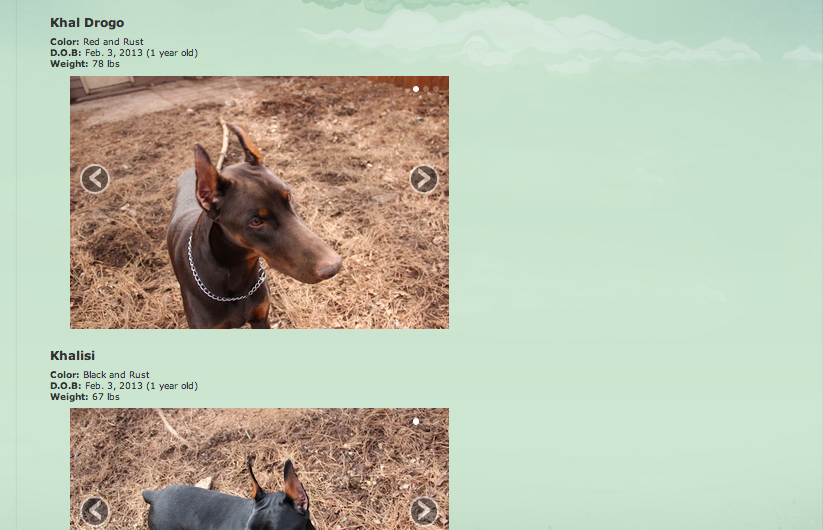 Khal Drogo
Color: Red and Rust
D.O.B: Feb. 3, 2013 (1 year old)
Weight: 78 lbs
Khalisi
Color: Black and Rust
D.O.B: Feb. 3, 2013 (1 year old)
Weight: 67 lbs